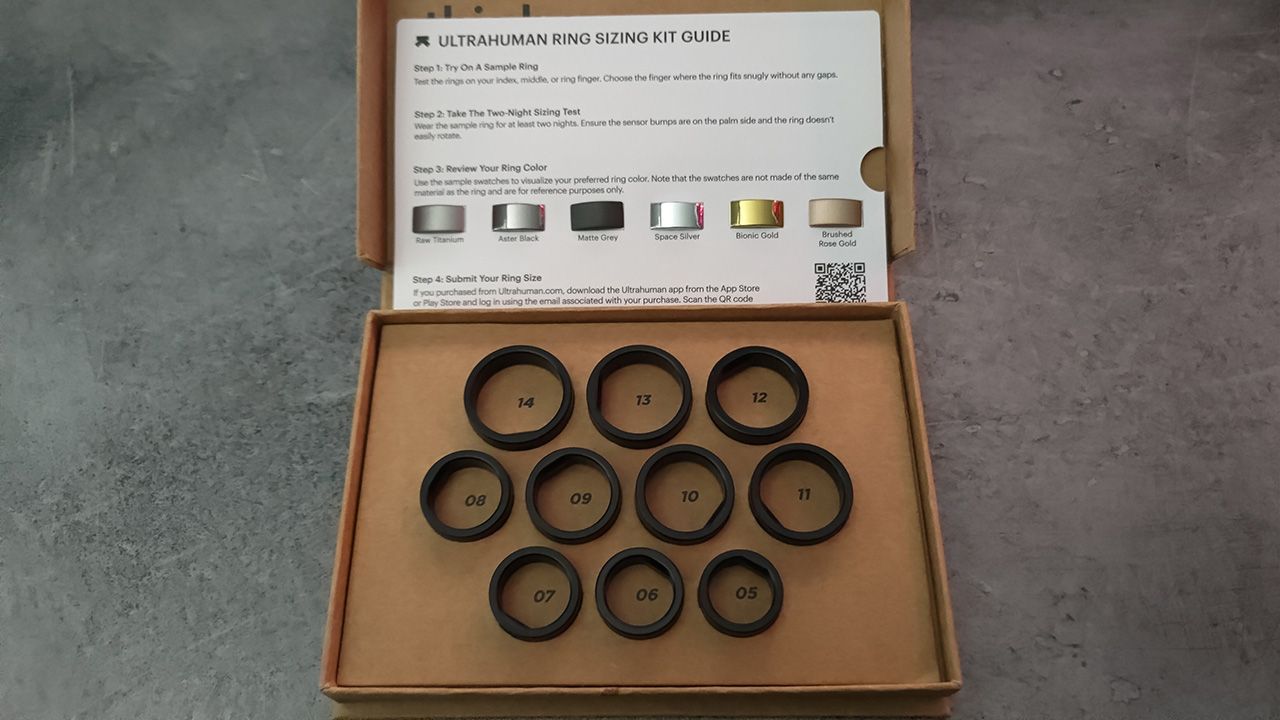 ULTRAHUMAN RING SIZING KIT GUIDE
Step 1: Try On A Sample Ring
Test the rings on your index, middle, or ring finger. Choose the finger where the ring fits snugly without any gaps.
Step 2: Take The Two-Night Sizing Test
Wear the sample ring for at least two nights. Ensure the sensor bumps are on the palm side and the ring doesn't
easily rotate.
Step 3: Review Your Ring Color
Use the sample swatches to visualize your preferred ring color. Note that the swatches are not made of the same
material as the ring and are for reference purposes only.
Raw Titanium
Aster Black
Matte Grey
Space Silver
Bionic Gold
Brushed
Rose Gold
Step 4: Submit Your Ring Size
If you purchased from Ultrahuman.com, download the Ultrahuman app from the App Store
or Play Store and log in using the email associated with your purchase. Scan the QR code
14
13
12
08
09
10
11
07
06
05